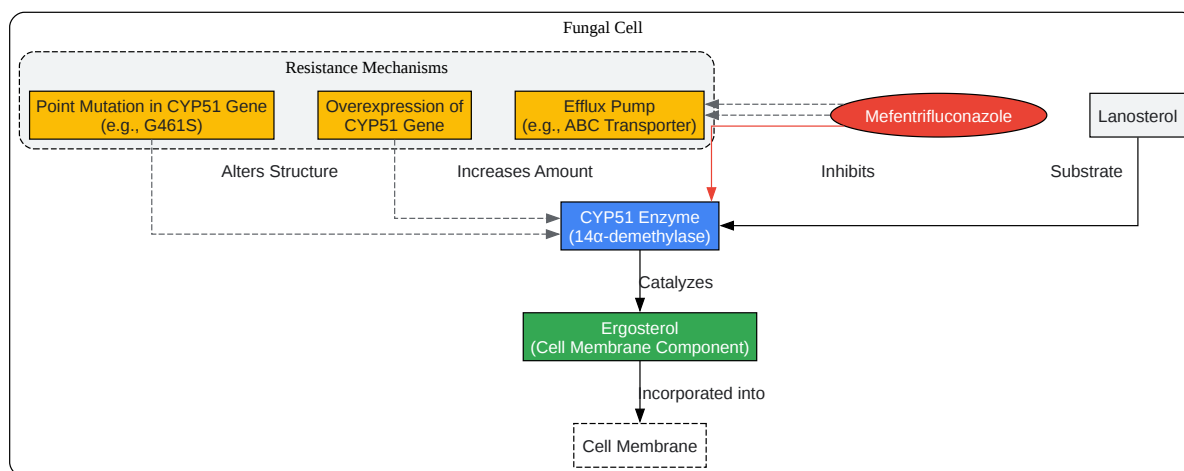 Fungal Cell
Resistance Mechanisms
Point Mutation in CYP51 Gene
(e.g., G461S)
Overexpression of
CYP51 Gene
Efflux Pump
(e.g., ABC Transporter)
Mefentrifluconazole
Lanosterol
Alters Structure
Increases Amount
Inhibits
Substrate
CYP51 Enzyme
(14α-demethylase)
Catalyzes
Ergosterol
(Cell Membrane Component)
Incorporated into
Cell Membrane